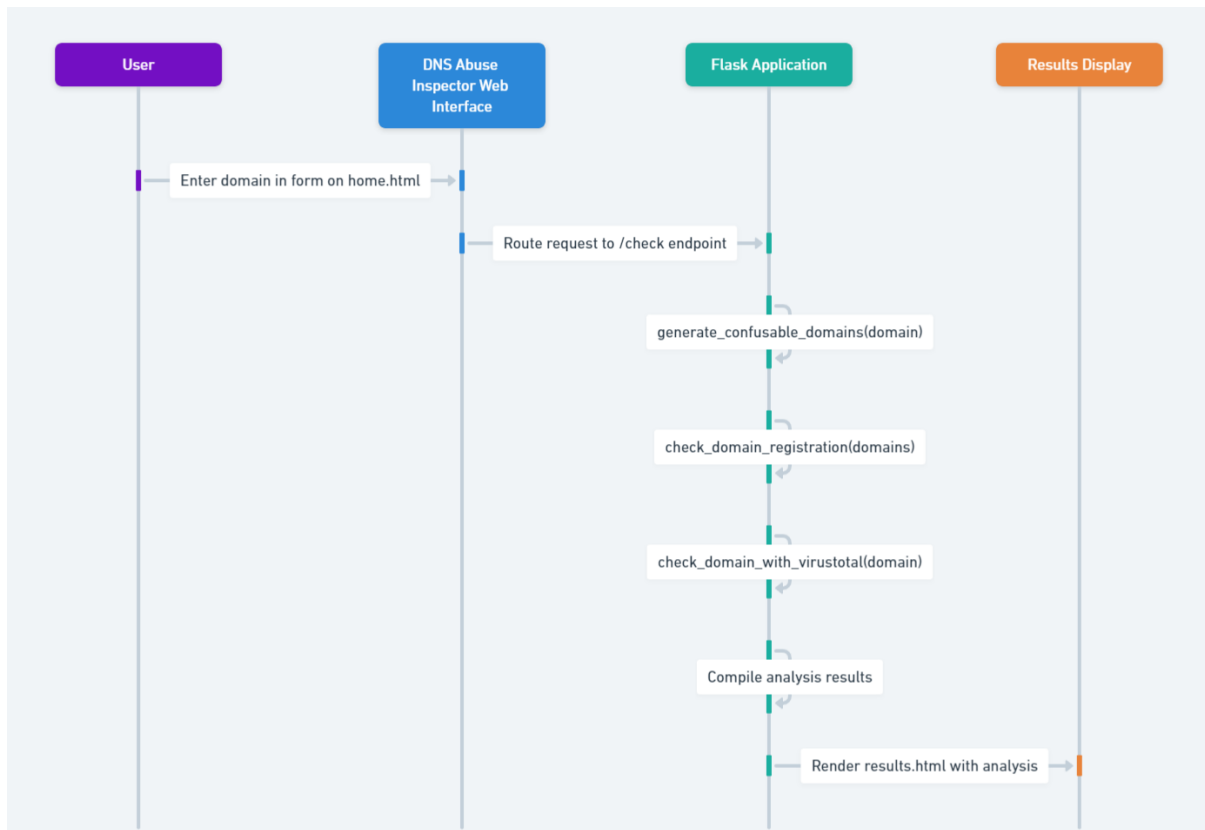 User
DNS Abuse
Inspector Web
Interface
Flask Application
Results Display
Enter domain in form on home.html
Route request to /check endpoint
generate_confusable_domains(domain)
check_domain_registration(domains)
check_domain_with_virustotal(domain)
Compile analysis results
Render results.html with analysis